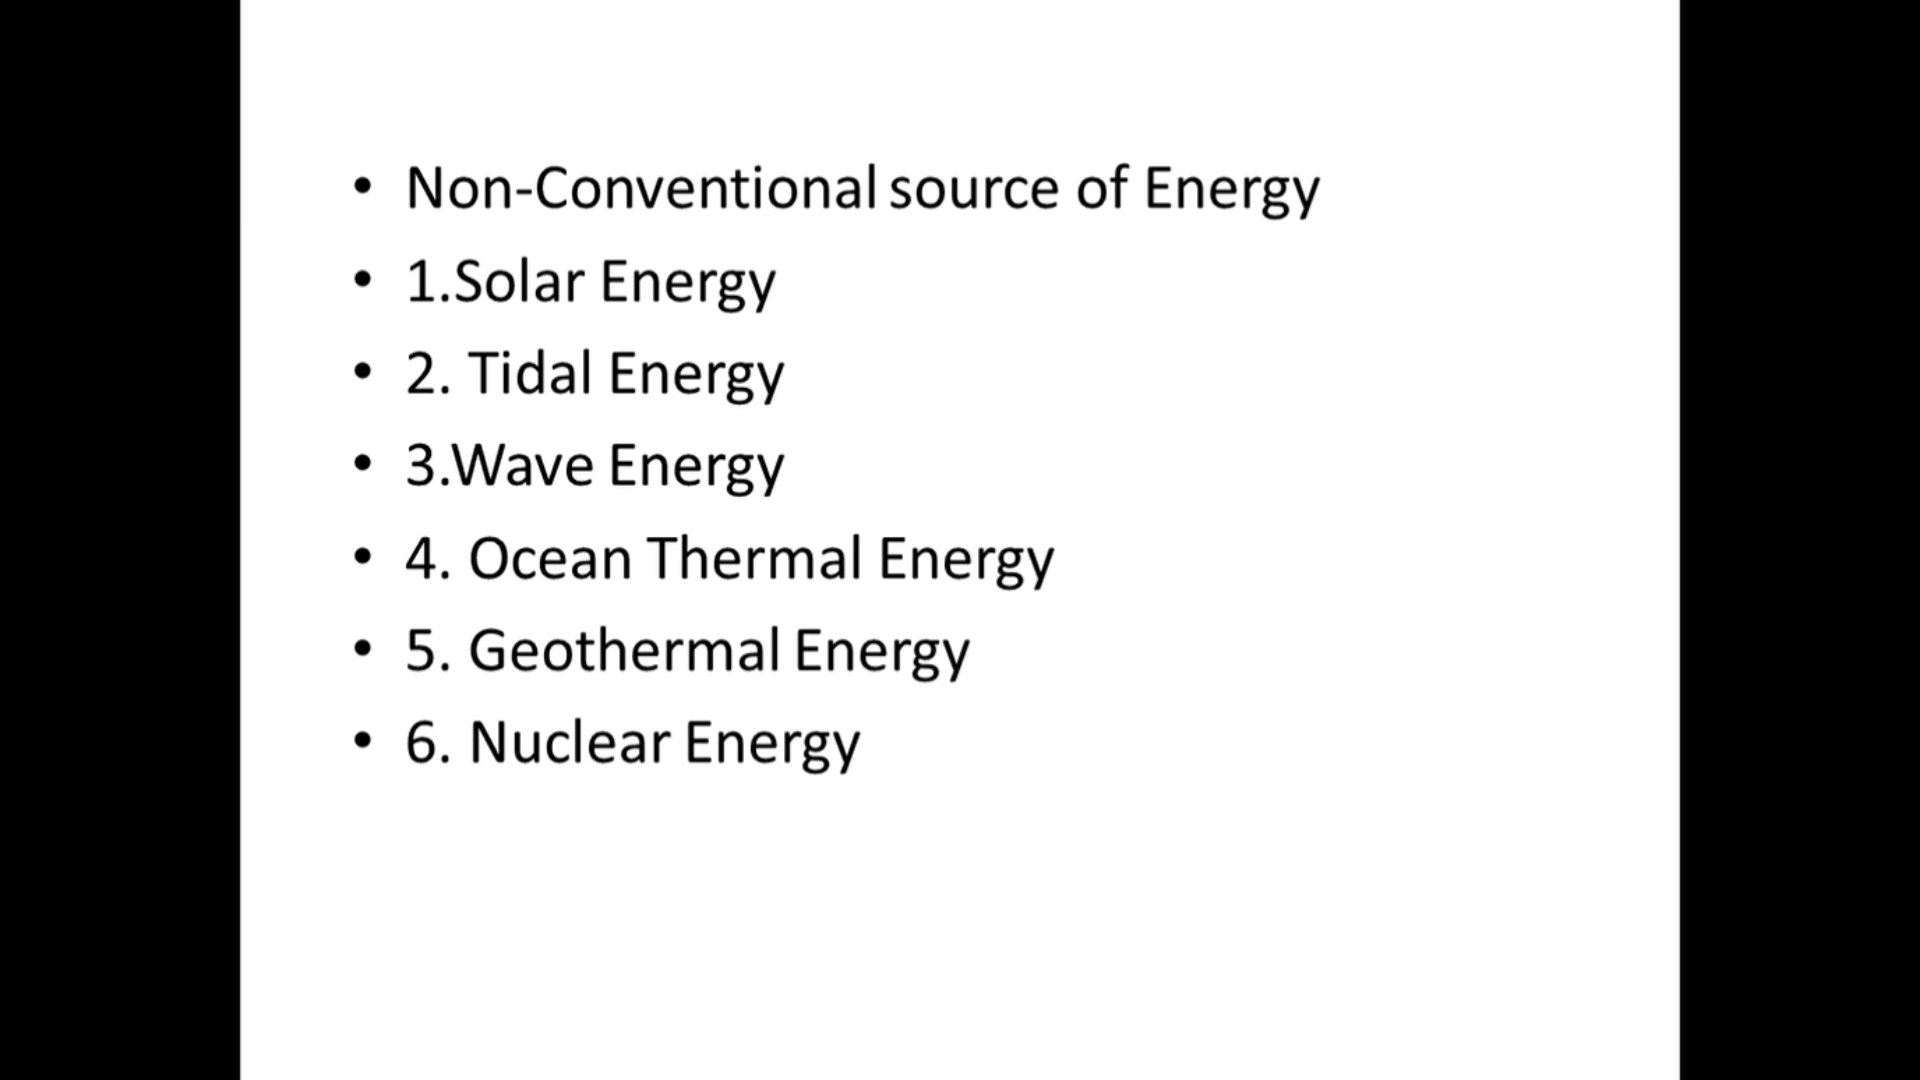 • Non-Conventional source of Energy
• 1.Solar Energy
• 2. Tidal Energy
• 3.Wave Energy
• 4. Ocean Thermal Energy
• 5. Geothermal Energy
• 6. Nuclear Energy